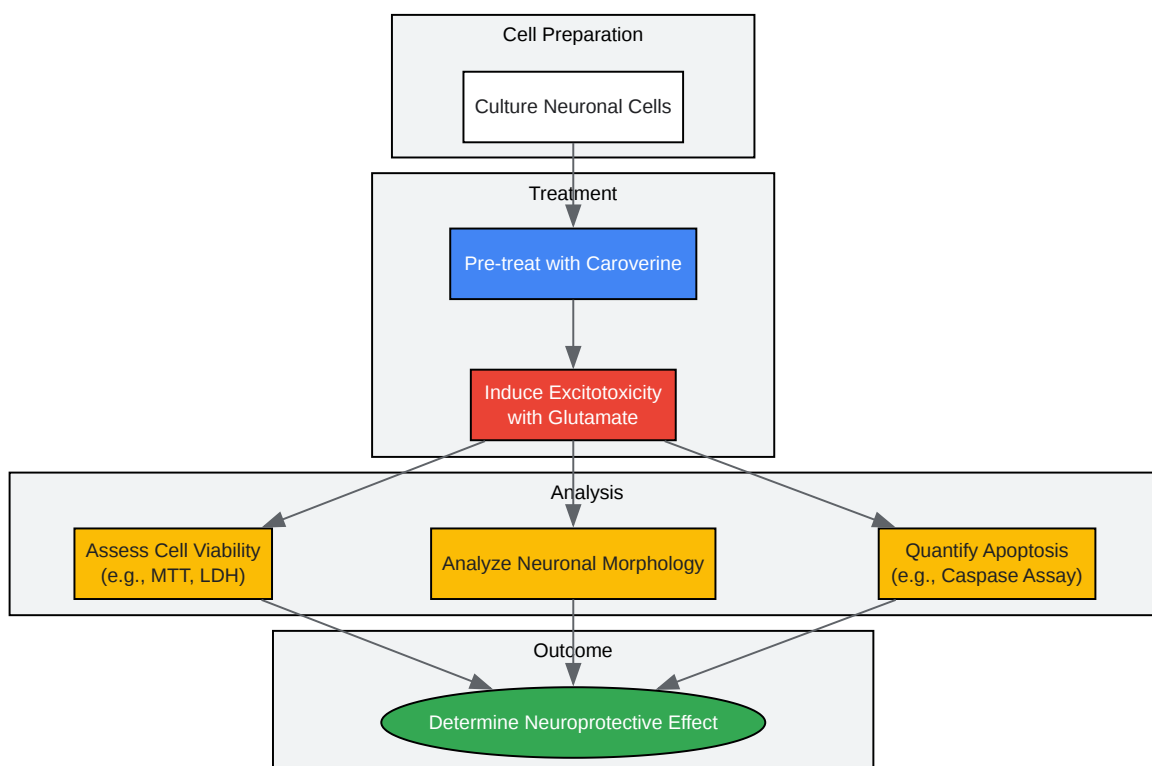 Cell Preparation
Culture Neuronal Cells
Treatment
Pre-treat with Caroverine
Induce Excitotoxicity
with Glutamate
Analysis
Assess Cell Viability
(e.g., MTT, LDH)
Analyze Neuronal Morphology
Quantify Apoptosis
(e.g., Caspase Assay)
Outcome
Determine Neuroprotective Effect